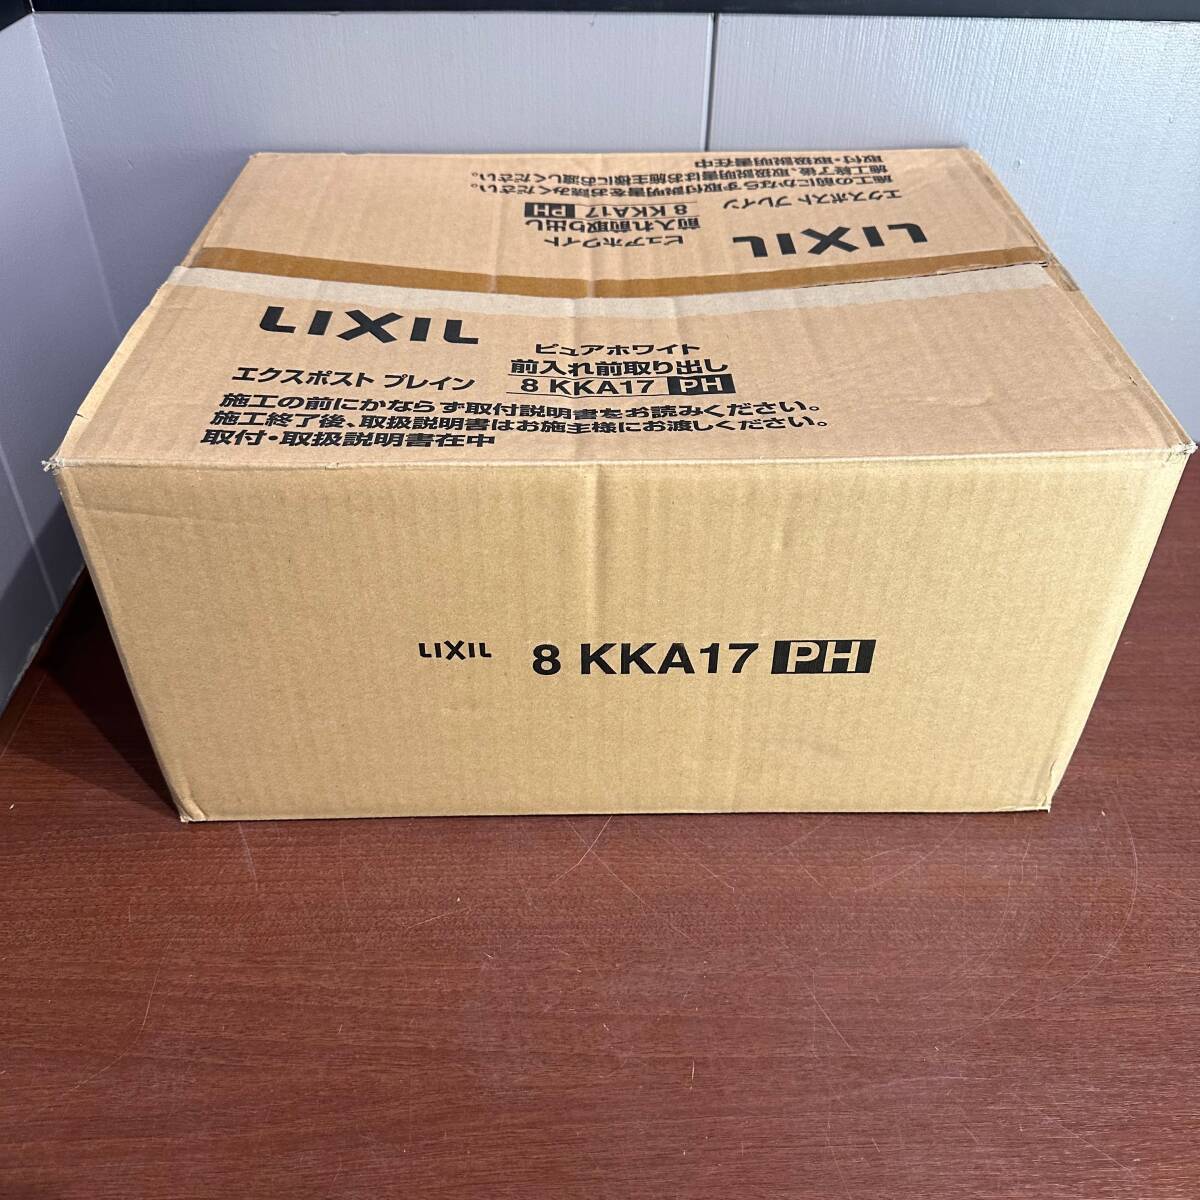 取付・取扱説明書在中
施工終了後、取扱説明書はお施主様にお渡しください。
施工の前にかならず取付説明書をお読みください。
エクスポスト プレイン
8 KKA17 PH
前入れ前取り出し
ピュアホワイト
LIXIL
LIXIL
ピュアホワイト
前入れ前取り出し
エクスポスト プレイン
8 KKA17 PH
施工の前にかならず取付説明書をお読みください。
施工終了後、取扱説明書はお施主様にお渡しください。
取付・取扱説明書在中
LIXIL 8 KKA17 PH